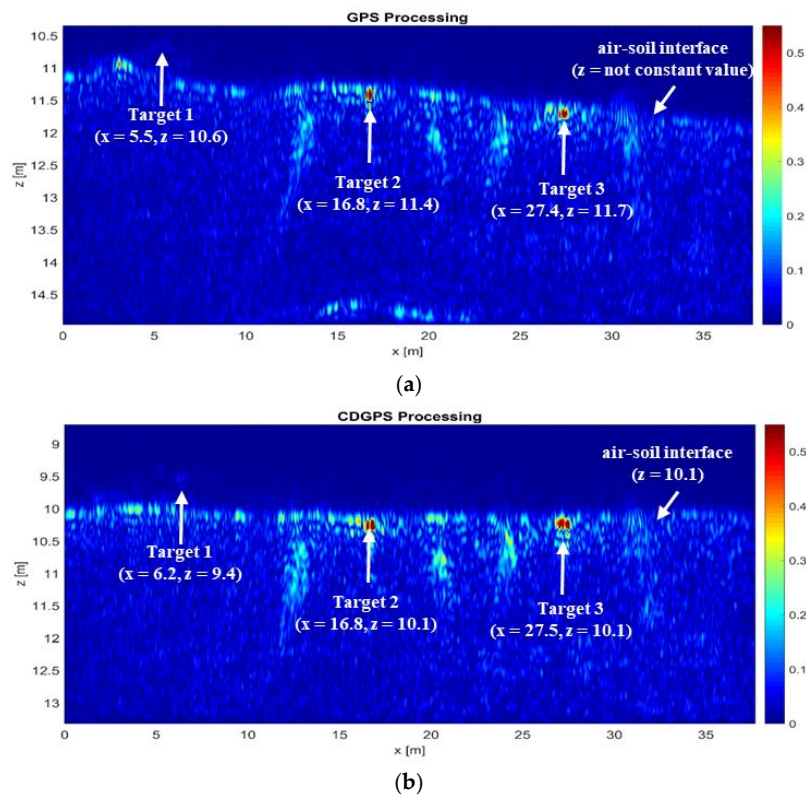 GPS Processing
10.5
11
11.5
12
12.5
13
13.5
14
14.5
z [m]
Target 1
(x = 5.5, z = 10.6)
Target 2
(x = 16.8, z = 11.4)
Target 3
(x = 27.4, z = 11.7)
air-soil interface
(z = not constant value)
0 5 10 15 20 25 30 35
x [m]
0.5
0.4
0.3
0.2
0.1
0
(a)
CDGPS Processing
9
9.5
10
10.5
11
11.5
12
12.5
13
z [m]
Target 1
(x = 6.2, z = 9.4)
Target 2
(x = 16.8, z = 10.1)
Target 3
(x = 27.5, z = 10.1)
air-soil interface
(z = 10.1)
0 5 10 15 20 25 30 35
x [m]
0.5
0.4
0.3
0.2
0.1
0
(b)